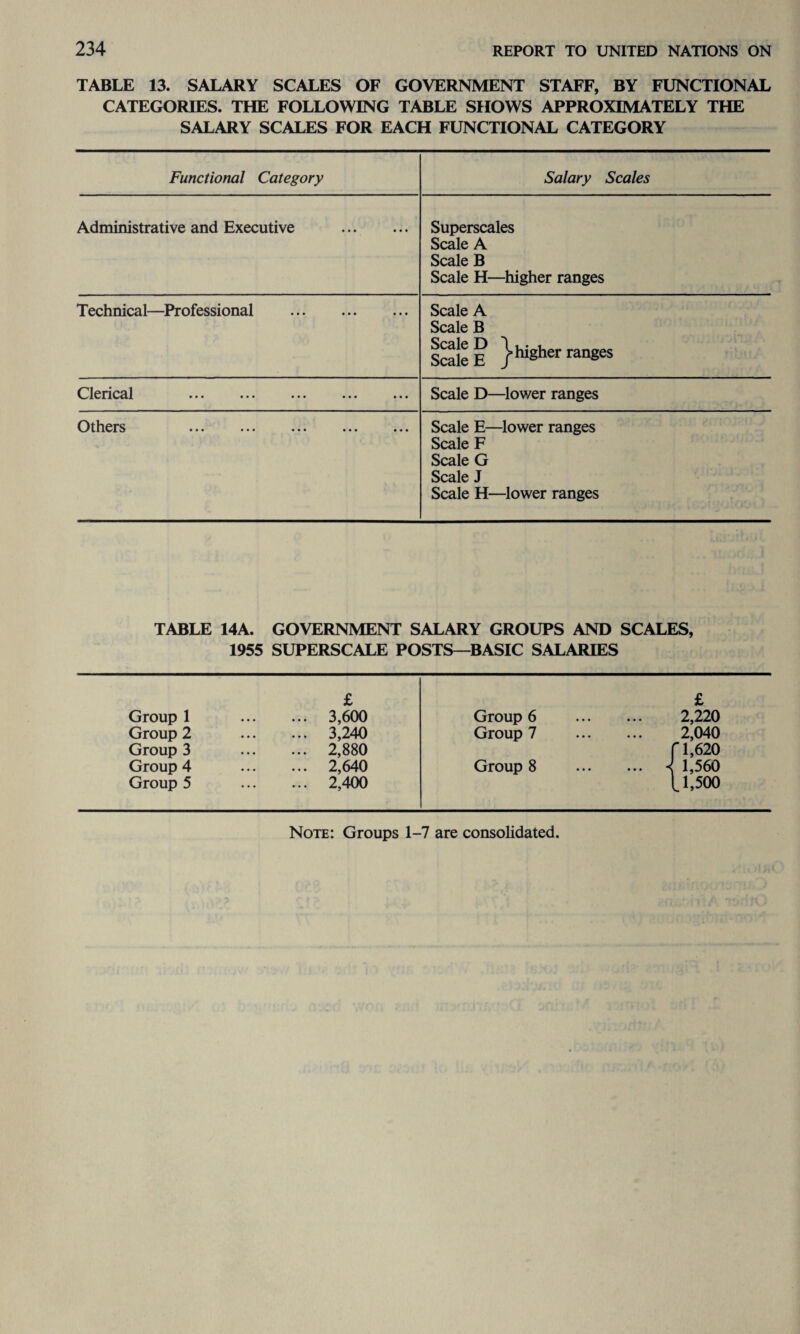 234 REPORT TO UNITED NATIONS ON
TABLE 13. SALARY SCALES OF GOVERNMENT STAFF, BY FUNCTIONAL
CATEGORIES. THE FOLLOWING TABLE SHOWS APPROXIMATELY THE
SALARY SCALES FOR EACH FUNCTIONAL CATEGORY
Functional Category Salary Scales
Administrative and Executive ... ... Superscales
Scale A
Scale B
Scale H—higher ranges
Technical—Professional ... ... ... Scale A
Scale B
Scale D
Scale E } higher ranges
Clerical ... ... ... ... ... Scale D—lower ranges
Others ... ... ... ... ... Scale E—lower ranges
Scale F
Scale G
Scale J
Scale H—lower ranges
TABLE 14A. GOVERNMENT SALARY GROUPS AND SCALES,
1955 SUPERSCALE POSTS—BASIC SALARIES
£ £
Group 1 ... ... 3,600 Group 6 ... ... 2,220
Group 2 ... ... 3,240 Group 7 ... ... 2,040
Group 3 ... ... 2,880 { 1,620
Group 4 ... ... 2,640 Group 8 ... ... { 1,560
Group 5 ... ... 2,400 { 1,500
NOTE: Groups 1-7 are consolidated.